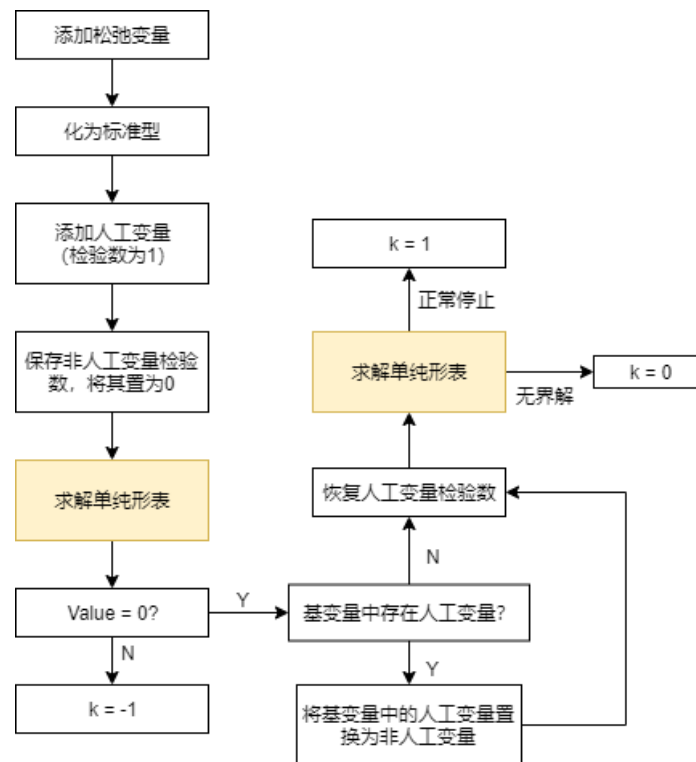 添加松弛变量
化为标准型
添加人工变量
（检验数为1）
保存非人工变量检验
数，将其置为0
求解单纯形表
Value = 0?
N
k = -1
Y
k = 1
正常停止
求解单纯形表
无界解
k = 0
恢复人工变量检验数
N
基变量中存在人工变量？
Y
将基变量中的人工变量置
换为非人工变量